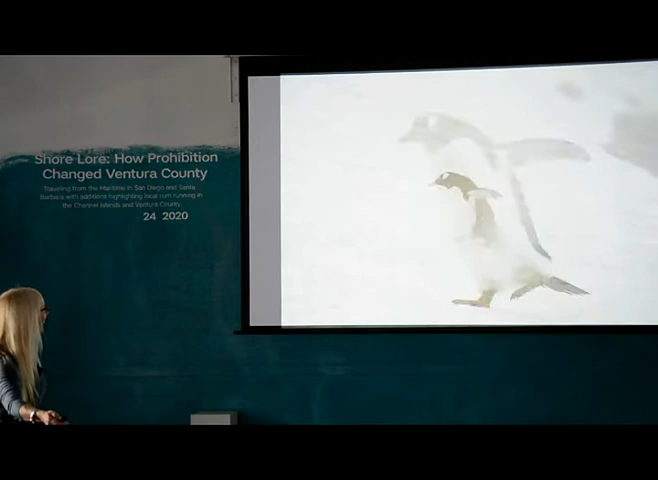 Shore Lore: How Prohibition
Changed Ventura County
Traveling from the Maritime in San Diego and Santa
Barbara with additions highlighting local rum running in
the Channel Islands and Ventura County.
24 2020